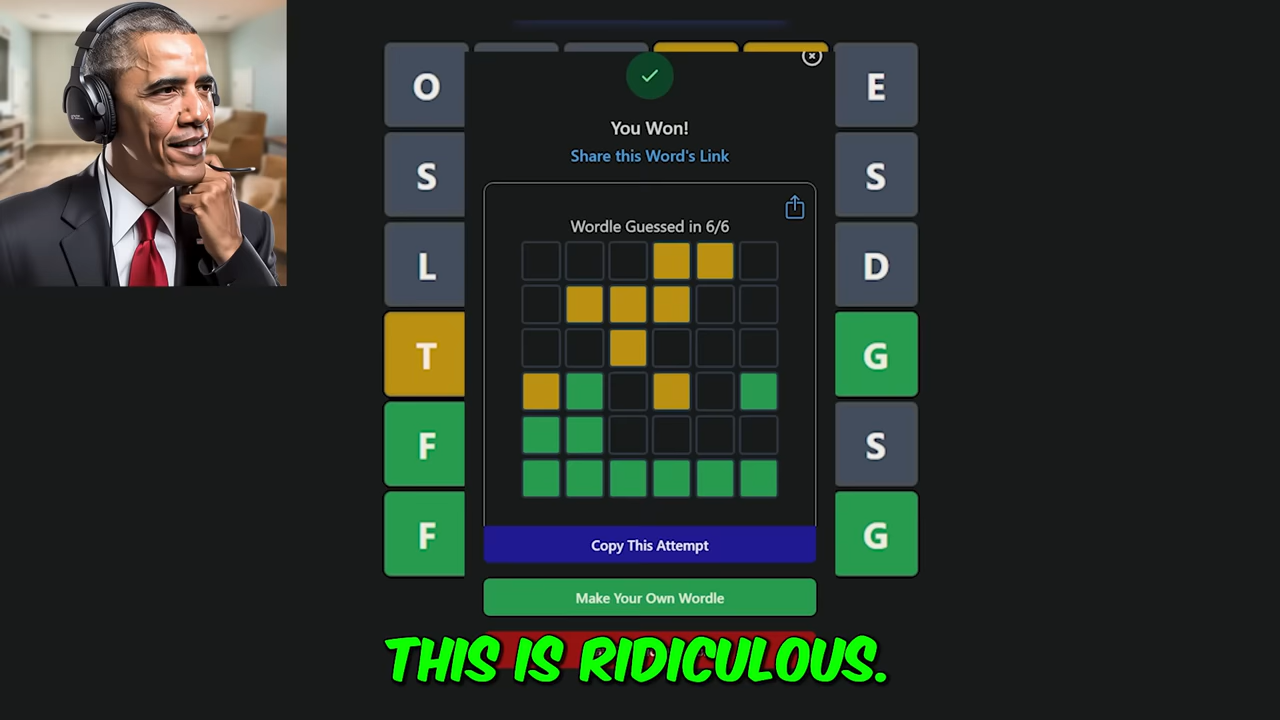 O E
You Won!
S Share this Word's Link S
Wordle Guessed in 6/6
L D
T G
F S
F G
Copy This Attempt
Make Your Own Wordle
THIS IS RIDICULOUS.